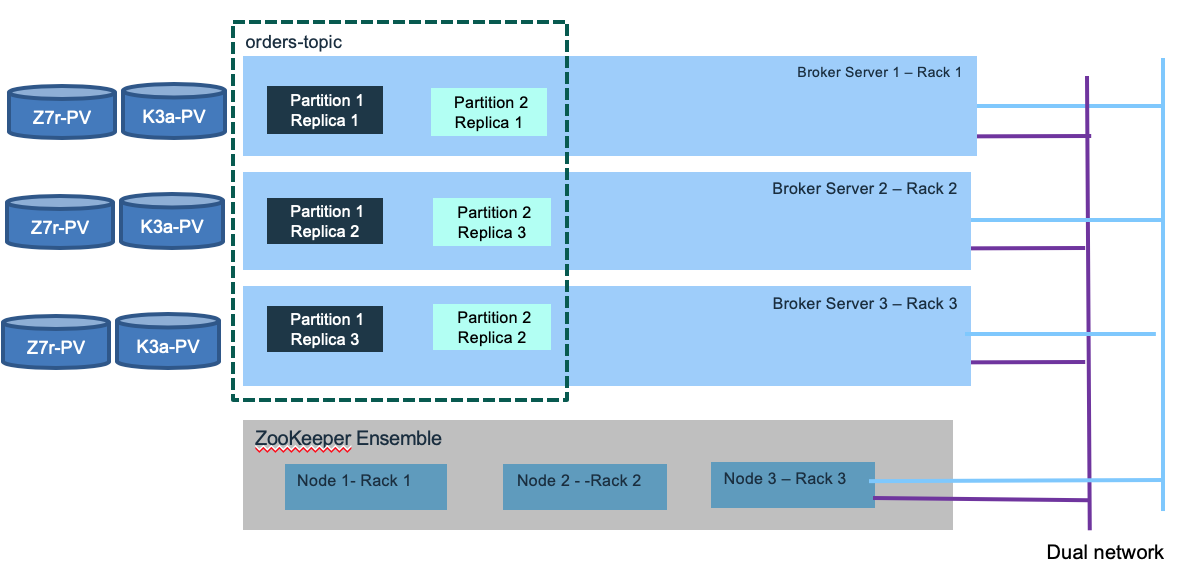 orders-topic
Broker Server 1 – Rack 1
Z7r-PV
K3a-PV
Partition 1
Replica 1
Partition 2
Replica 1
Broker Server 2 – Rack 2
Z7r-PV
K3a-PV
Partition 1
Replica 2
Partition 2
Replica 3
Broker Server 3 – Rack 3
Z7r-PV
K3a-PV
Partition 1
Replica 3
Partition 2
Replica 2
ZooKeeper Ensemble
Node 1- Rack 1
Node 2 - -Rack 2
Node 3 – Rack 3
Dual network